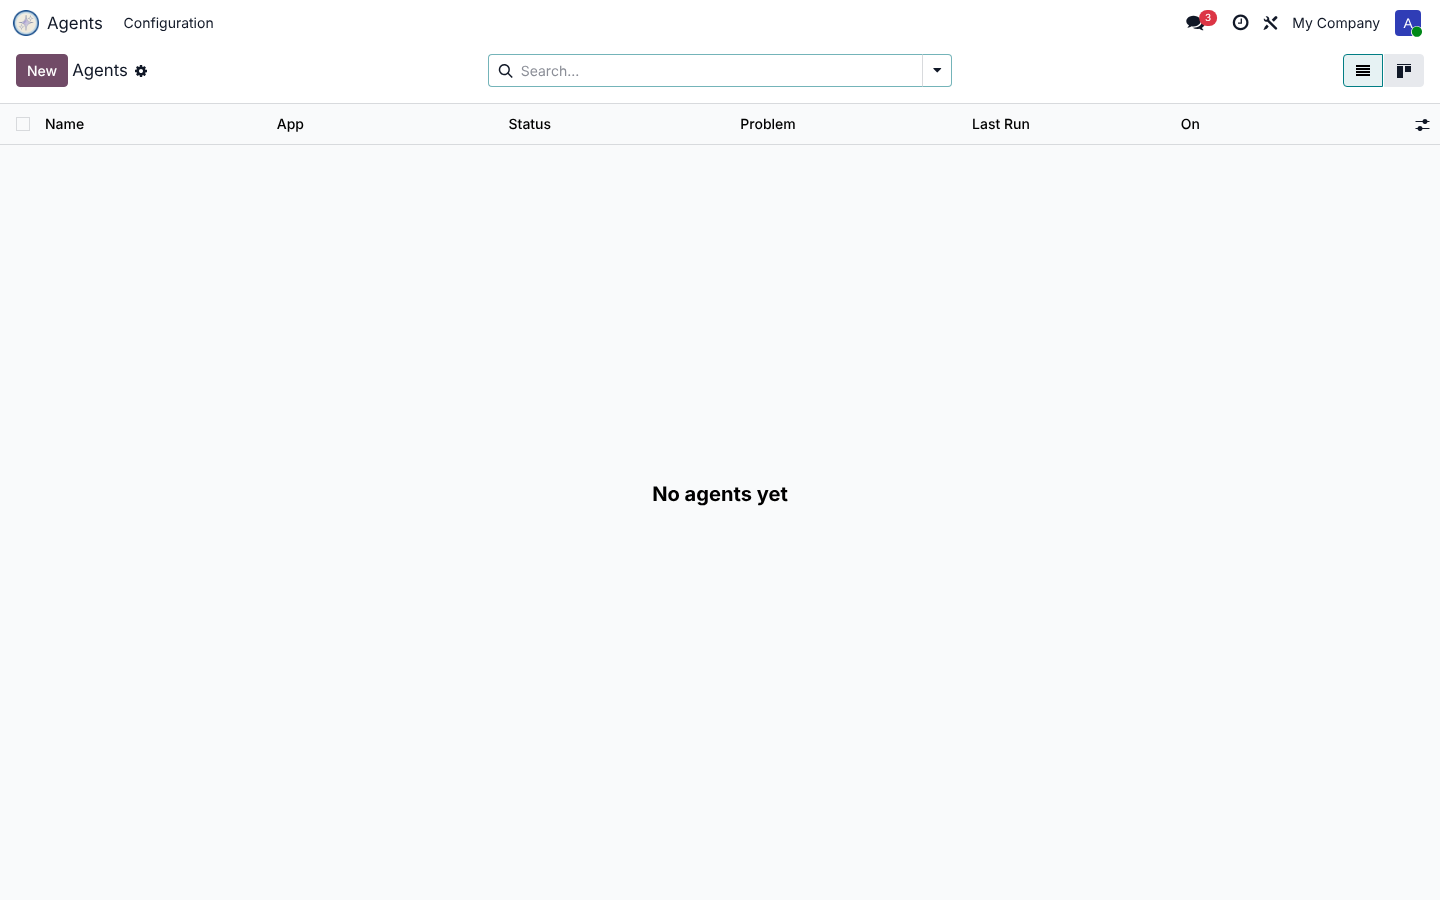 Agents Configuration 3 My Company A
New Agents Search...
Name App Status Problem Last Run On
No agents yet